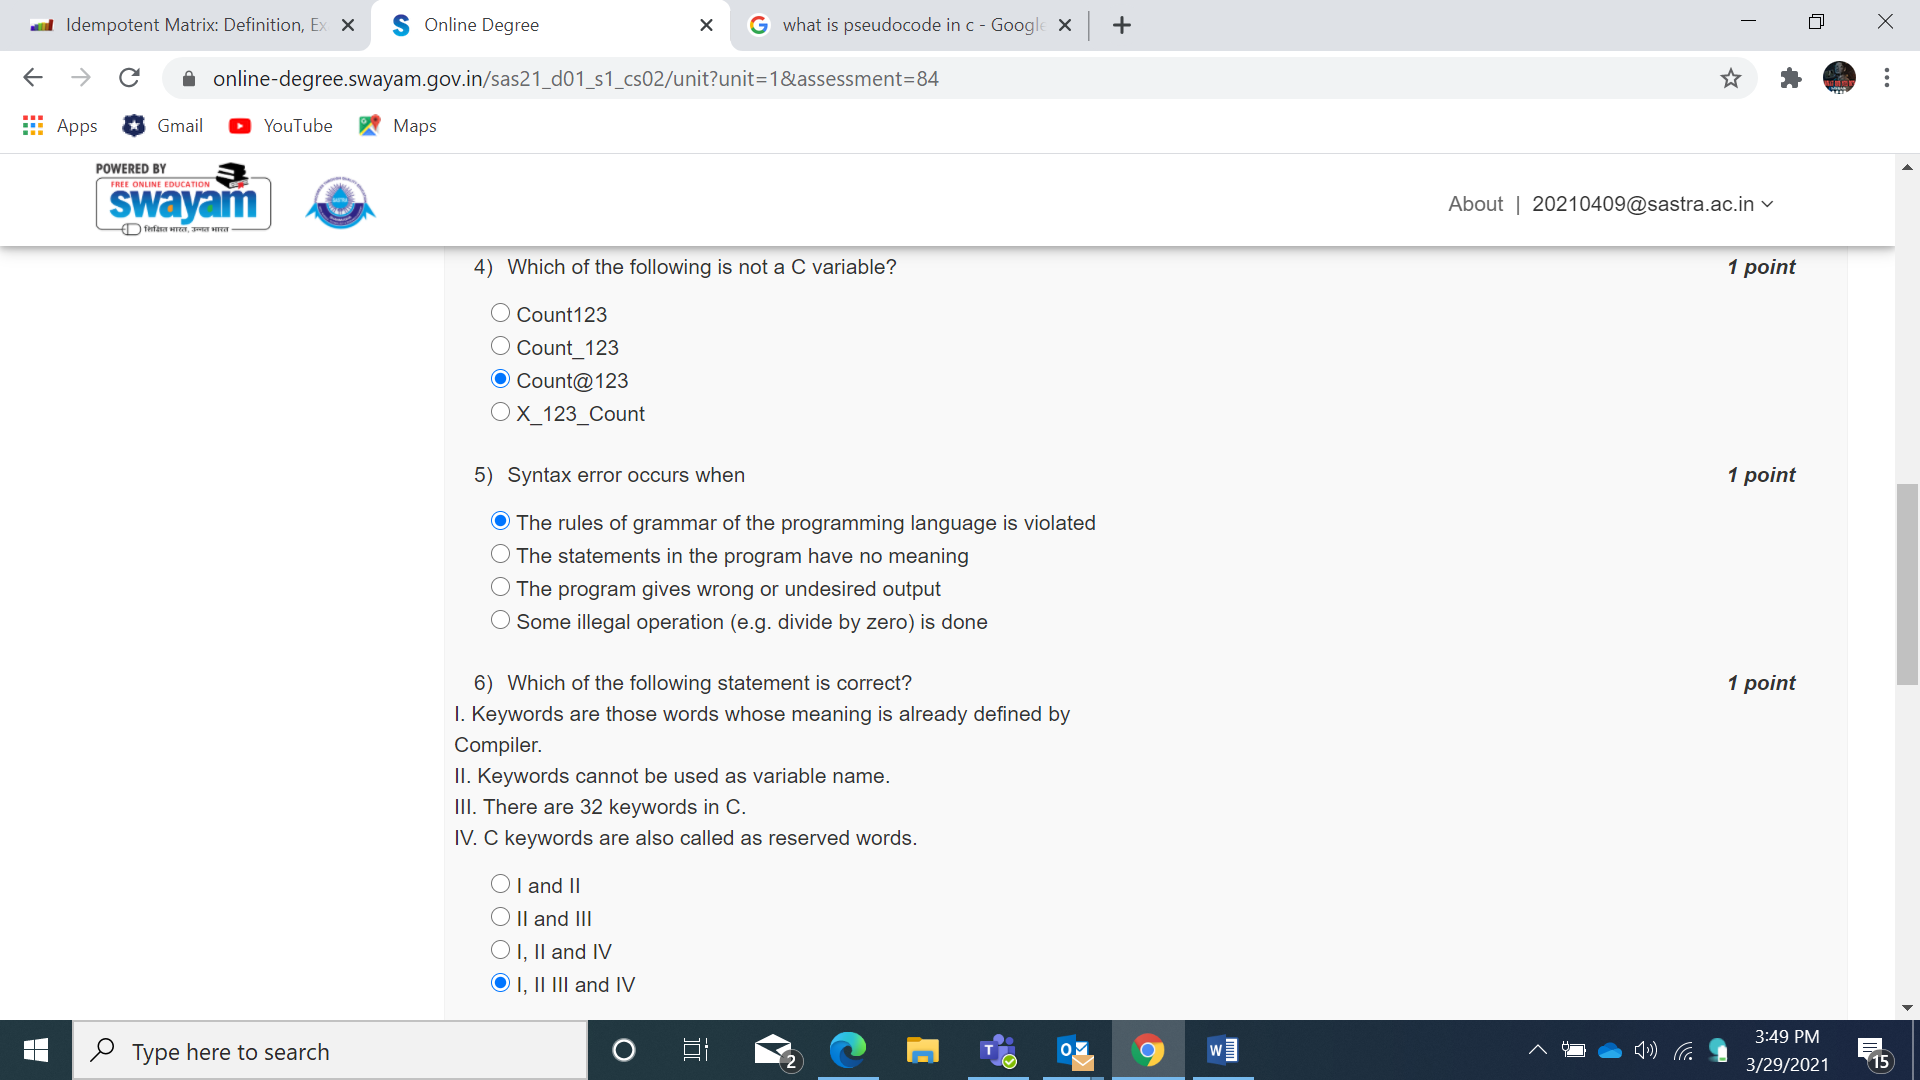 Idempotent Matrix: Definition, Ex
Online Degree
what is pseudocode in c - Google
online-degree.swayam.gov.in/sas21_d01_s1_cs02/unit?unit=1&assessment=84
Apps
Gmail
YouTube
Maps
POWERED BY
FREE ONLINE EDUCATION
swayam
शिक्षित भारत, उन्नत भारत
About | 20210409@sastra.ac.in
4) Which of the following is not a C variable?
1 point
Count123
Count_123
Count@123
X_123_Count
5) Syntax error occurs when
1 point
The rules of grammar of the programming language is violated
The statements in the program have no meaning
The program gives wrong or undesired output
Some illegal operation (e.g. divide by zero) is done
6) Which of the following statement is correct?
1 point
I. Keywords are those words whose meaning is already defined by
Compiler.
II. Keywords cannot be used as variable name.
III. There are 32 keywords in C.
IV. C keywords are also called as reserved words.
I and II
II and III
I, II and IV
I, II III and IV
Type here to search
2
3:49 PM
3/29/2021
15